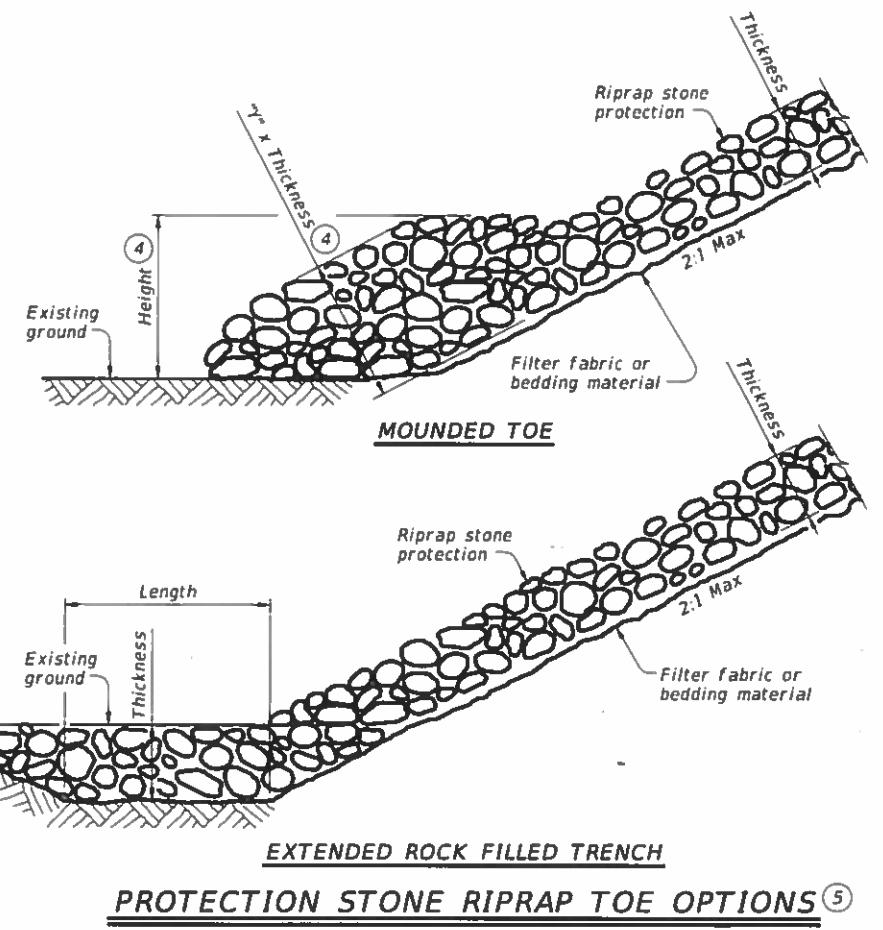 Thickness
Riprap stone
protection
"Y" x Thickness
4
4
Height
2:1 Max
Existing
ground
Filter fabric or
bedding material
MOUNDED TOE
Thickness
Riprap stone
protection
2:1 Max
Length
Existing
ground
Thickness
Filter fabric or
bedding material
EXTENDED ROCK FILLED TRENCH
PROTECTION STONE RIPRAP TOE OPTIONS 5